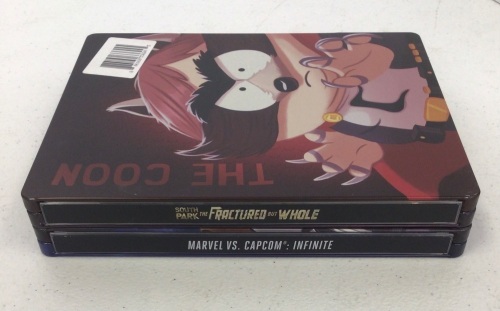 THE COON
SOUTH PARK THE FRACTURED BUT WHOLE
MARVEL VS. CAPCOM®: INFINITE